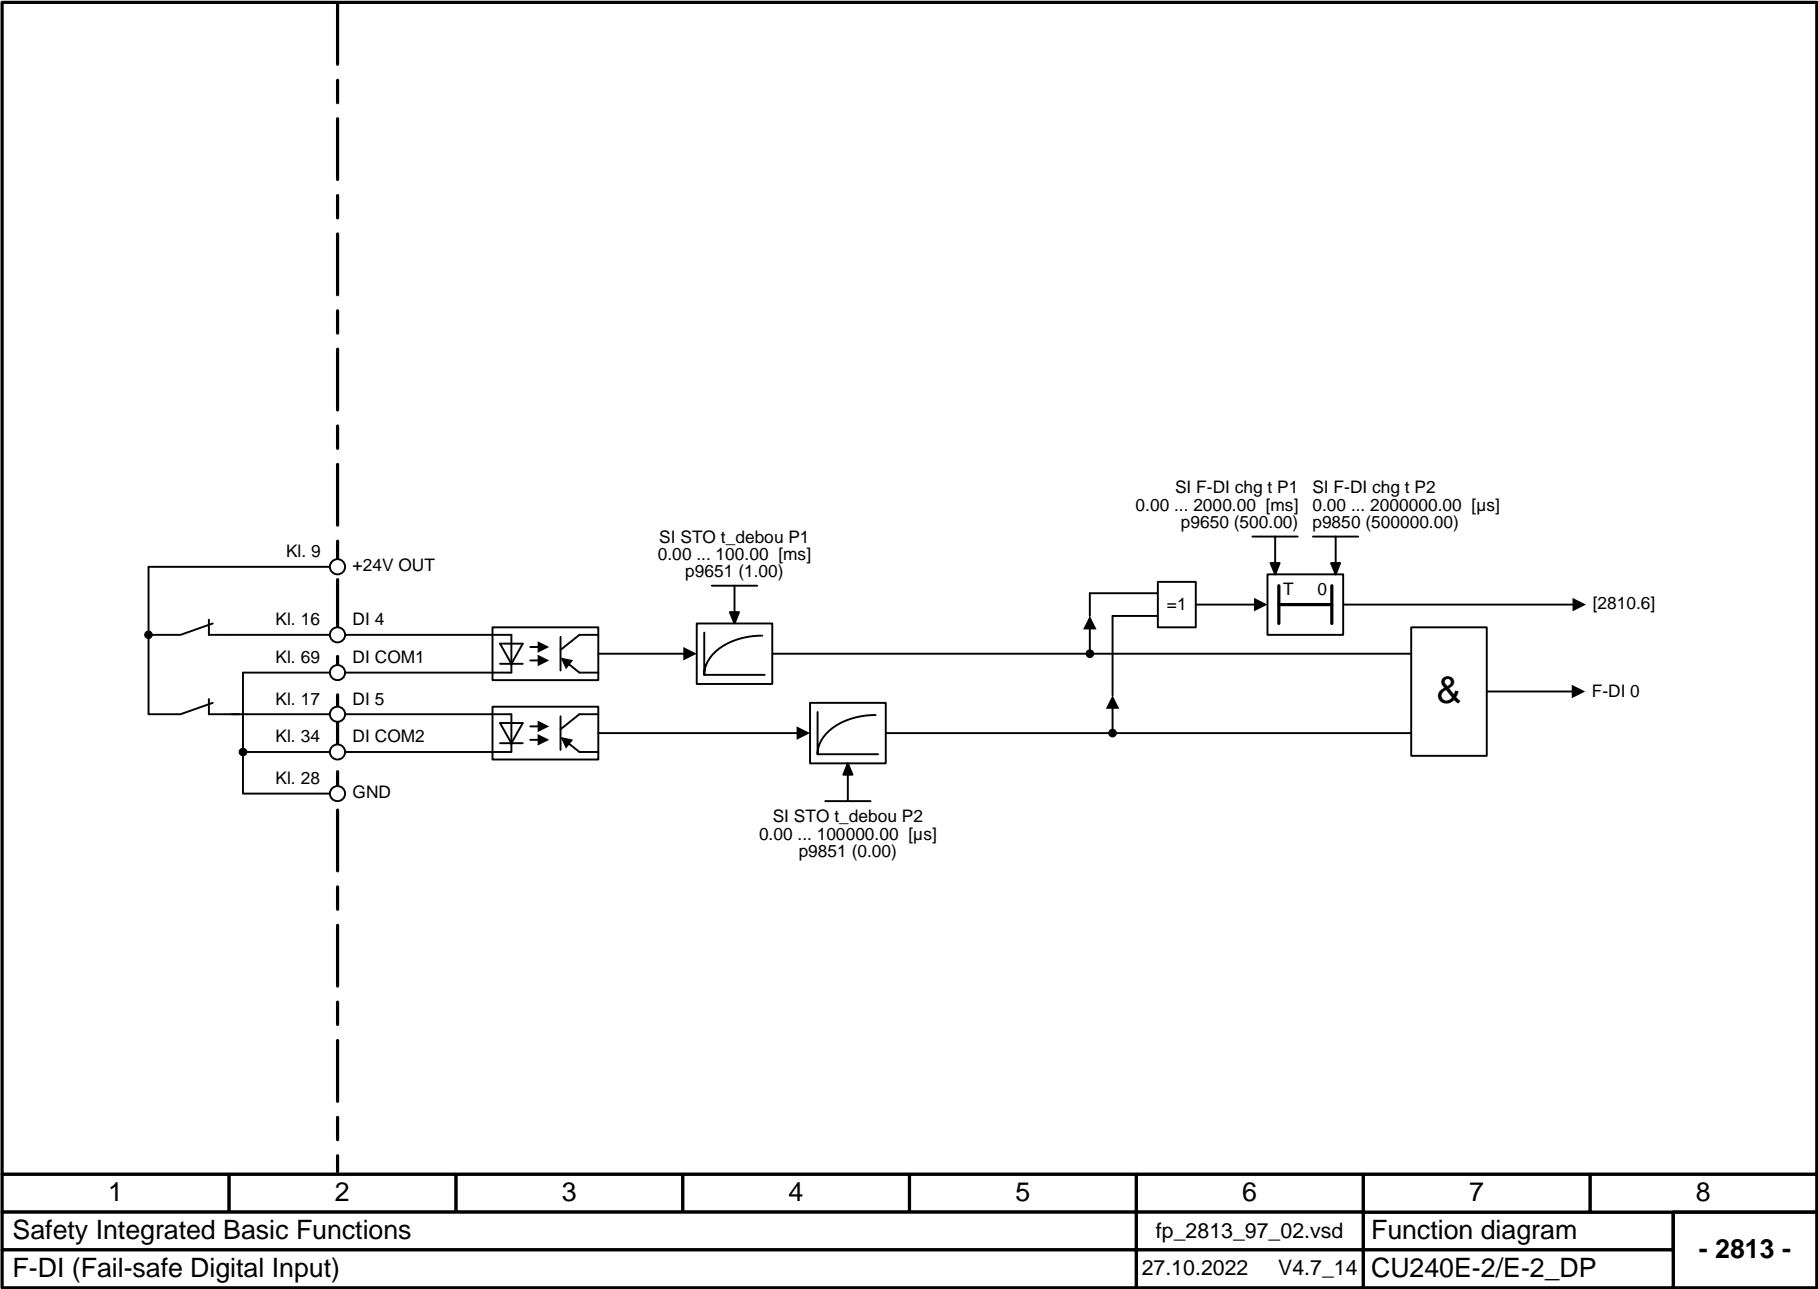 SI F-DI chg t P1
0.00 ... 2000.00 [ms]
p9650 (500.00)
SI F-DI chg t P2
0.00 ... 2000000.00 [µs]
p9850 (500000.00)
SI STO t_debou P1
0.00 ... 100.00 [ms]
p9651 (1.00)
Kl. 9
+24V OUT
T 0
=1
[2810.6]
Kl. 16
DI 4
Kl. 69
DI COM1
Kl. 17
DI 5
&
F-DI 0
Kl. 34
DI COM2
Kl. 28
GND
SI STO t_debou P2
0.00 ... 100000.00 [µs]
p9851 (0.00)
1 2 3 4 5 6 7 8
Safety Integrated Basic Functions
fp_2813_97_02.vsd
Function diagram
- 2813 -
F-DI (Fail-safe Digital Input)
27.10.2022 V4.7_14
CU240E-2/E-2_DP